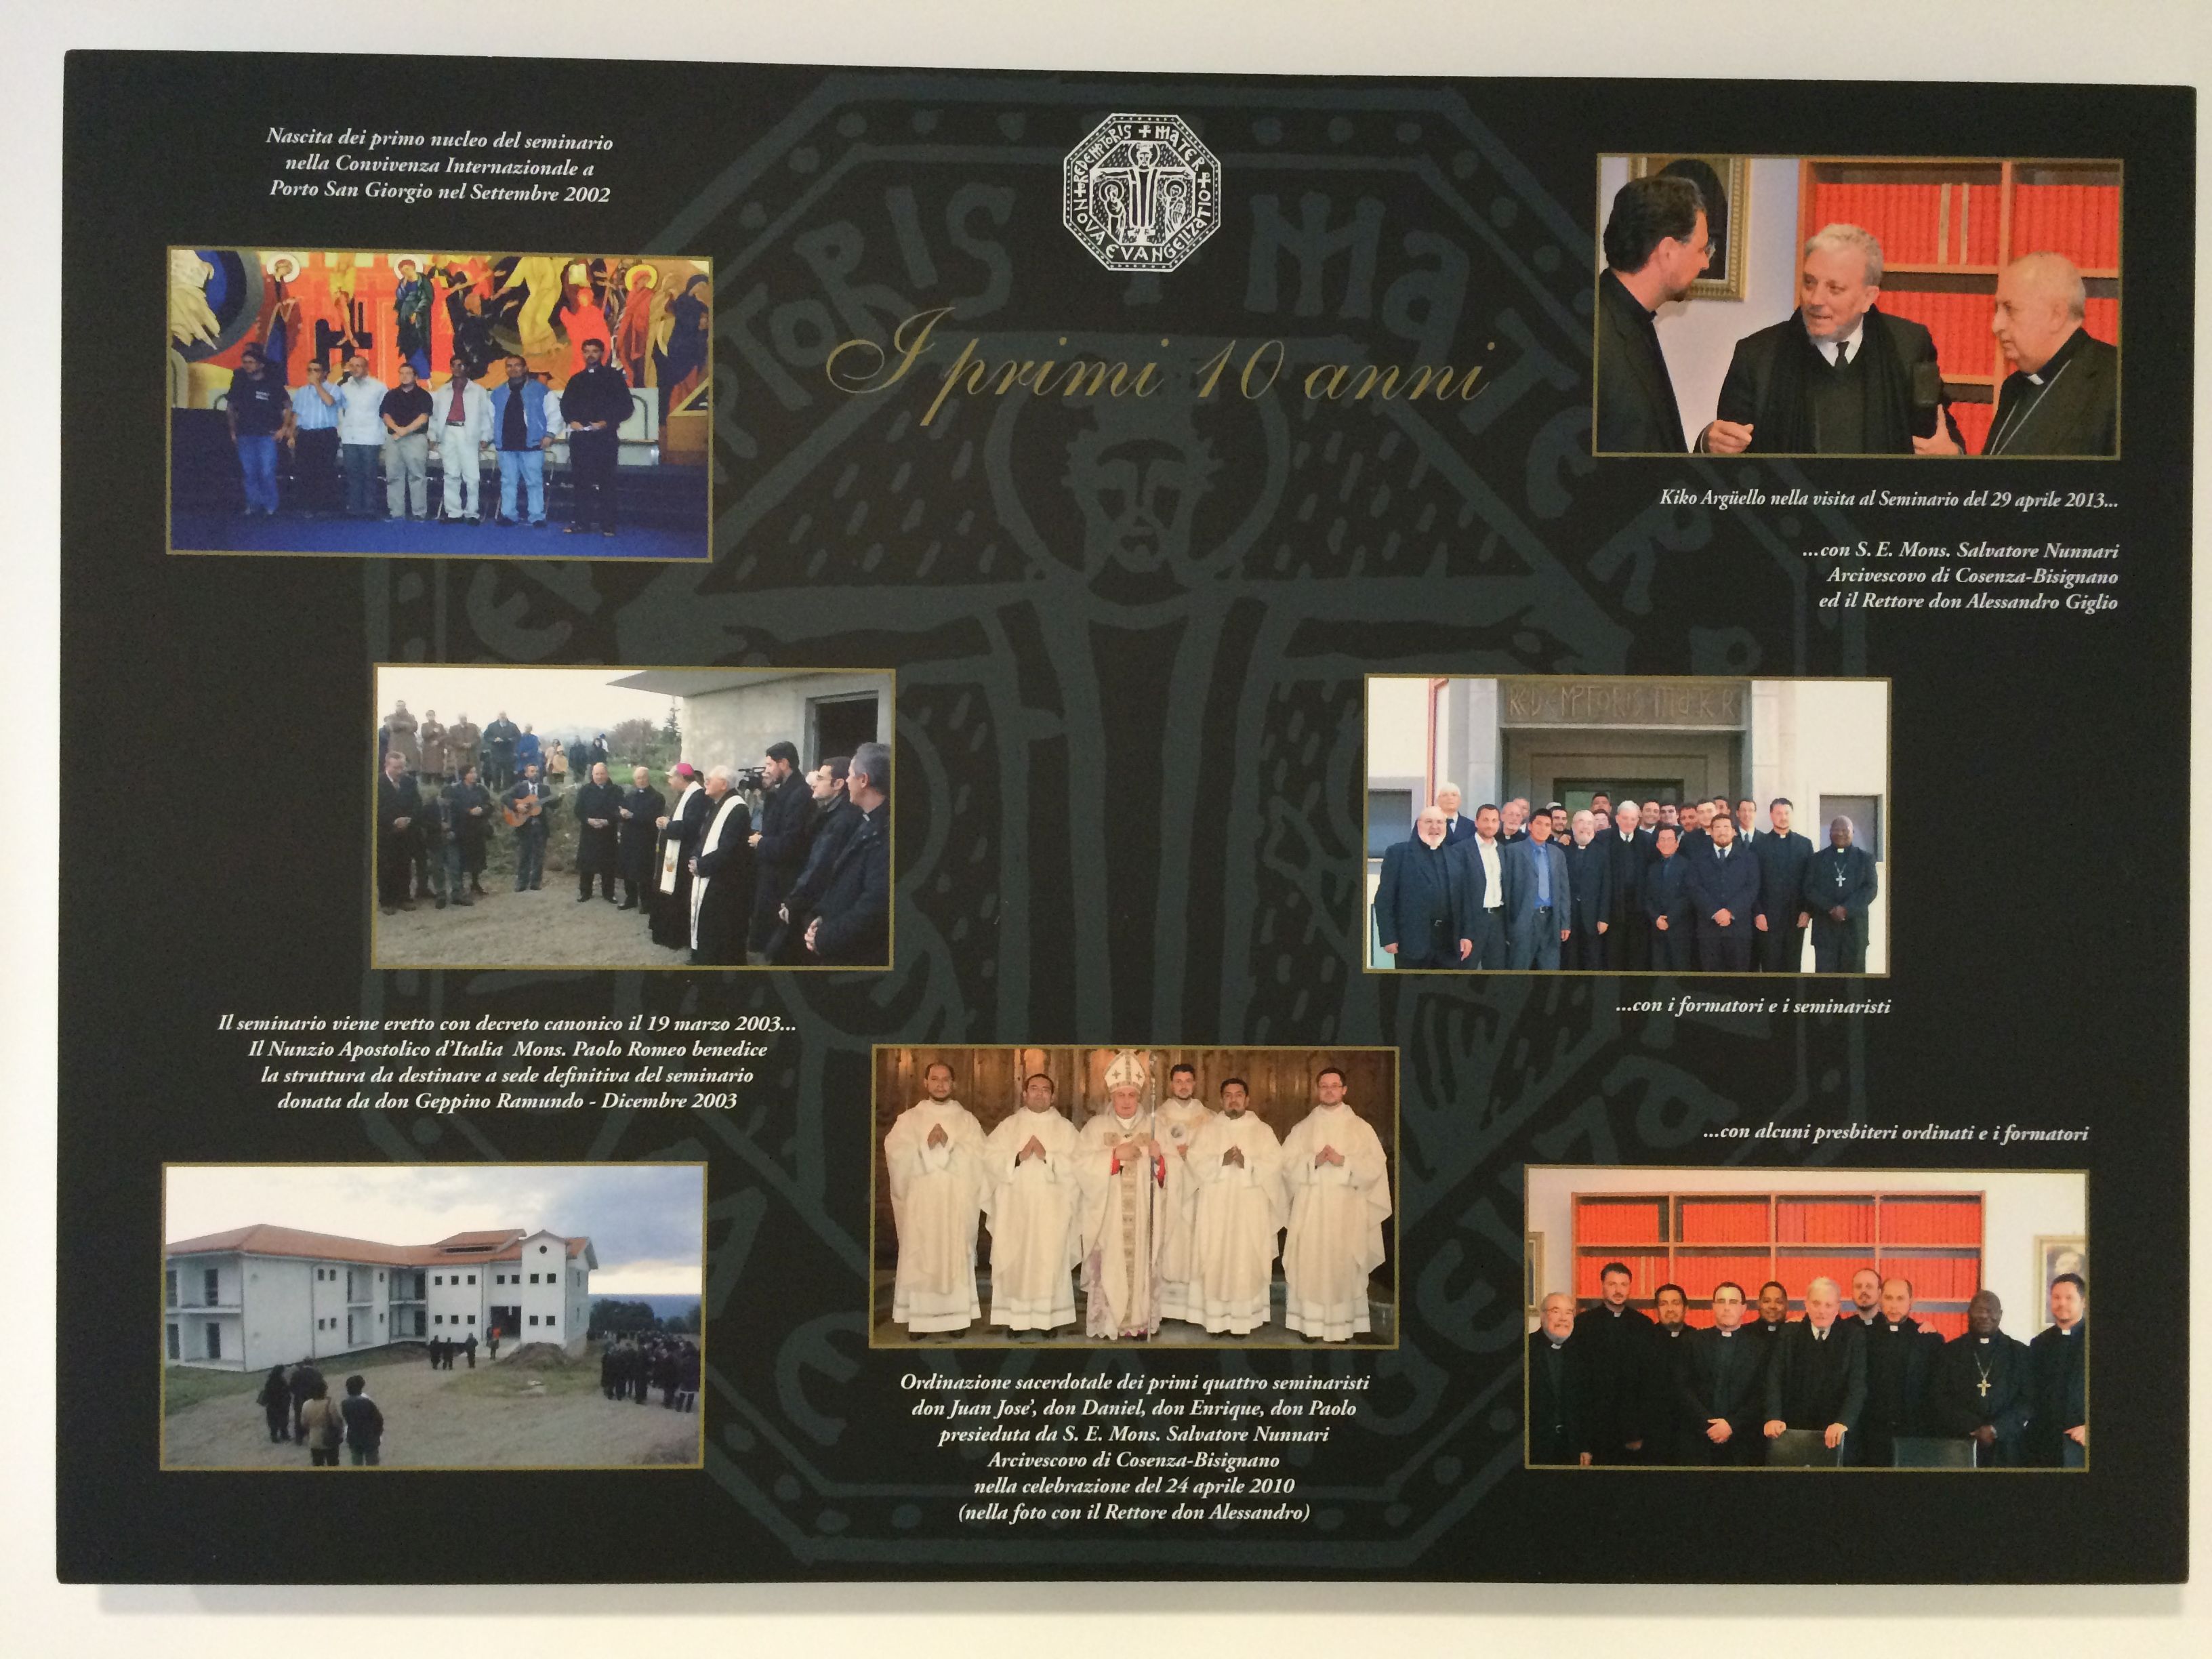 Nascita dei primo nucleo del seminario
nella Convivenza Internazionale a
Porto San Giorgio nel Settembre 2002
REDEMPTORIS + MATER + NOVA EVANGELIZATIO +
I primi 10 anni
Kiko Argüello nella visita al Seminario del 29 aprile 2013...
...con S. E. Mons. Salvatore Nunnari
Arcivescovo di Cosenza-Bisignano
ed il Rettore don Alessandro Giglio
Il seminario viene eretto con decreto canonico il 19 marzo 2003...
Il Nunzio Apostolico d'Italia Mons. Paolo Romeo benedice
la struttura da destinare a sede definitiva del seminario
donata da don Geppino Ramundo - Dicembre 2003
REDEMPTORIS MATER
...con i formatori e i seminaristi
Ordinazione sacerdotale dei primi quattro seminaristi
don Juan Jose', don Daniel, don Enrique, don Paolo
presieduta da S. E. Mons. Salvatore Nunnari
Arcivescovo di Cosenza-Bisignano
nella celebrazione del 24 aprile 2010
(nella foto con il Rettore don Alessandro)
...con alcuni presbiteri ordinati e i formatori